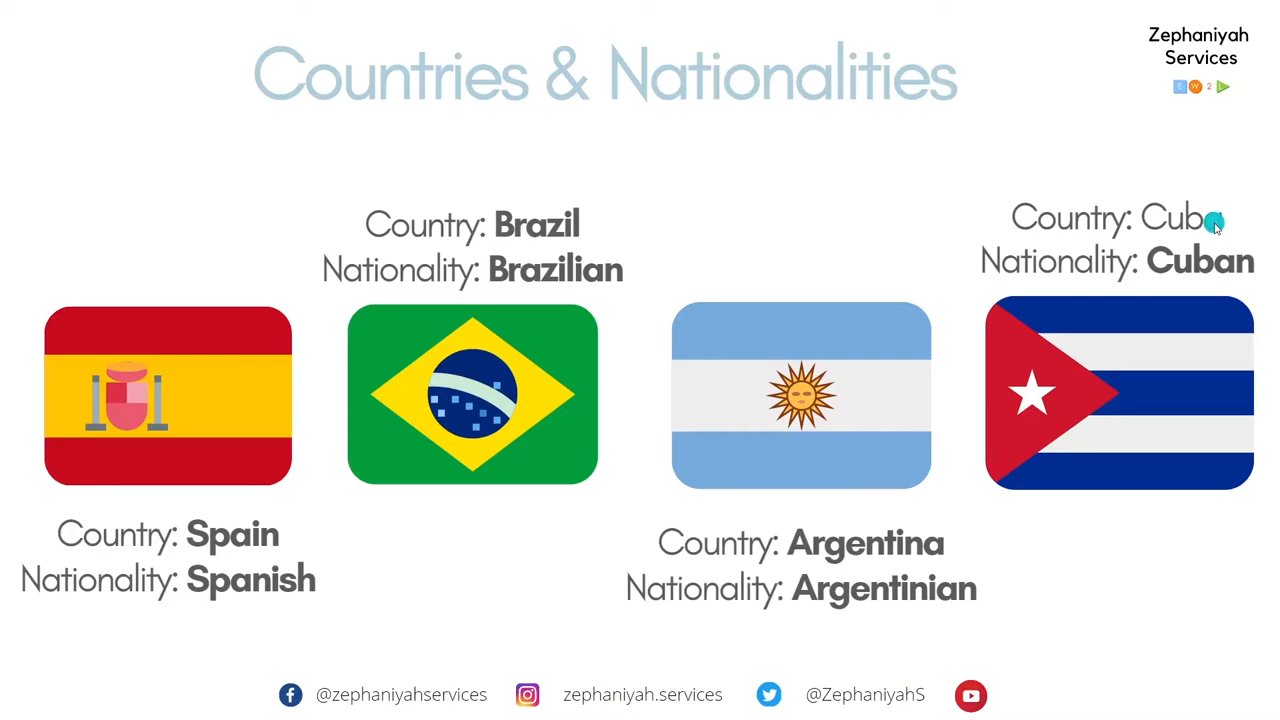 Countries & Nationalities
Zephaniyah
Services
E W 2 L
Country: Brazil
Nationality: Brazilian
Country: Cuba
Nationality: Cuban
Country: Spain
Nationality: Spanish
Country: Argentina
Nationality: Argentinian
@zephaniyahservices
zephaniyah.services
@ZephaniyahS